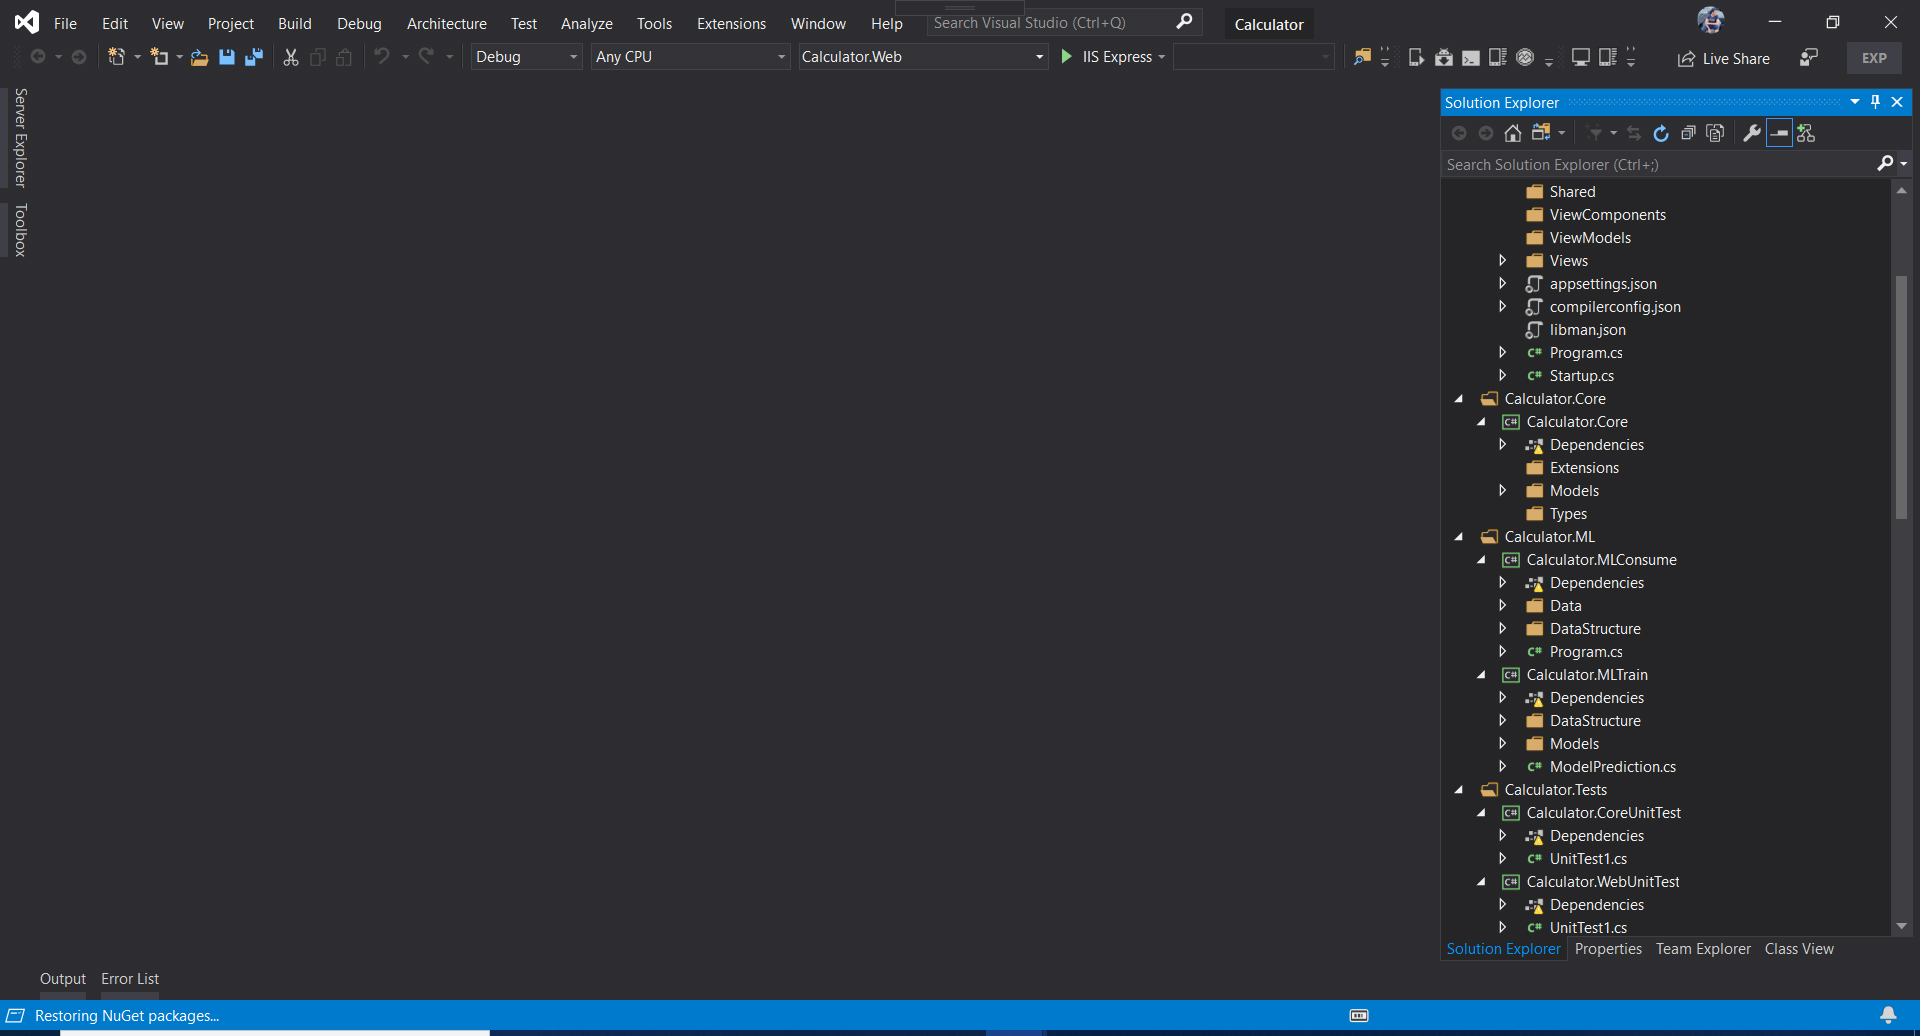 File Edit View Project Build Debug Architecture Test Analyze Tools Extensions Window Help Search Visual Studio (Ctrl+Q) Calculator
Debug Any CPU Calculator.Web IIS Express Live Share EXP
Server Explorer
Toolbox
Solution Explorer
Search Solution Explorer (Ctrl+;)
Shared
ViewComponents
ViewModels
Views
appsettings.json
compilerconfig.json
libman.json
C# Program.cs
C# Startup.cs
Calculator.Core
C# Calculator.Core
Dependencies
Extensions
Models
Types
Calculator.ML
C# Calculator.MLConsume
Dependencies
Data
DataStructure
C# Program.cs
C# Calculator.MLTrain
Dependencies
DataStructure
Models
C# ModelPrediction.cs
Calculator.Tests
C# Calculator.CoreUnitTest
Dependencies
C# UnitTest1.cs
C# Calculator.WebUnitTest
Dependencies
C# UnitTest1.cs
Solution Explorer Properties Team Explorer Class View
Output Error List
Restoring NuGet packages...